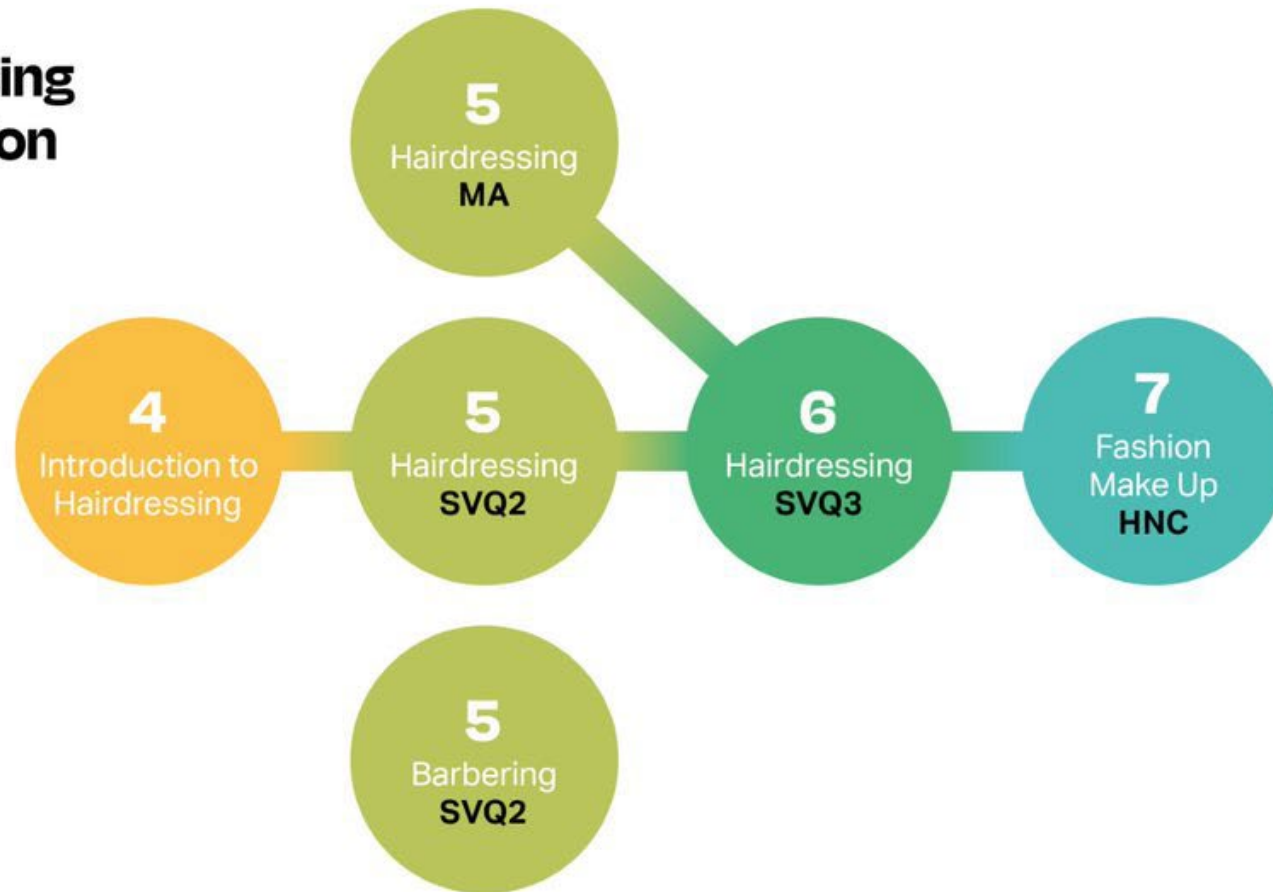 ing
on
5
Hairdressing
MA
4
Introduction to
Hairdressing
5
Hairdressing
SVQ2
6
Hairdressing
SVQ3
7
Fashion
Make Up
HNC
5
Barbering
SVQ2